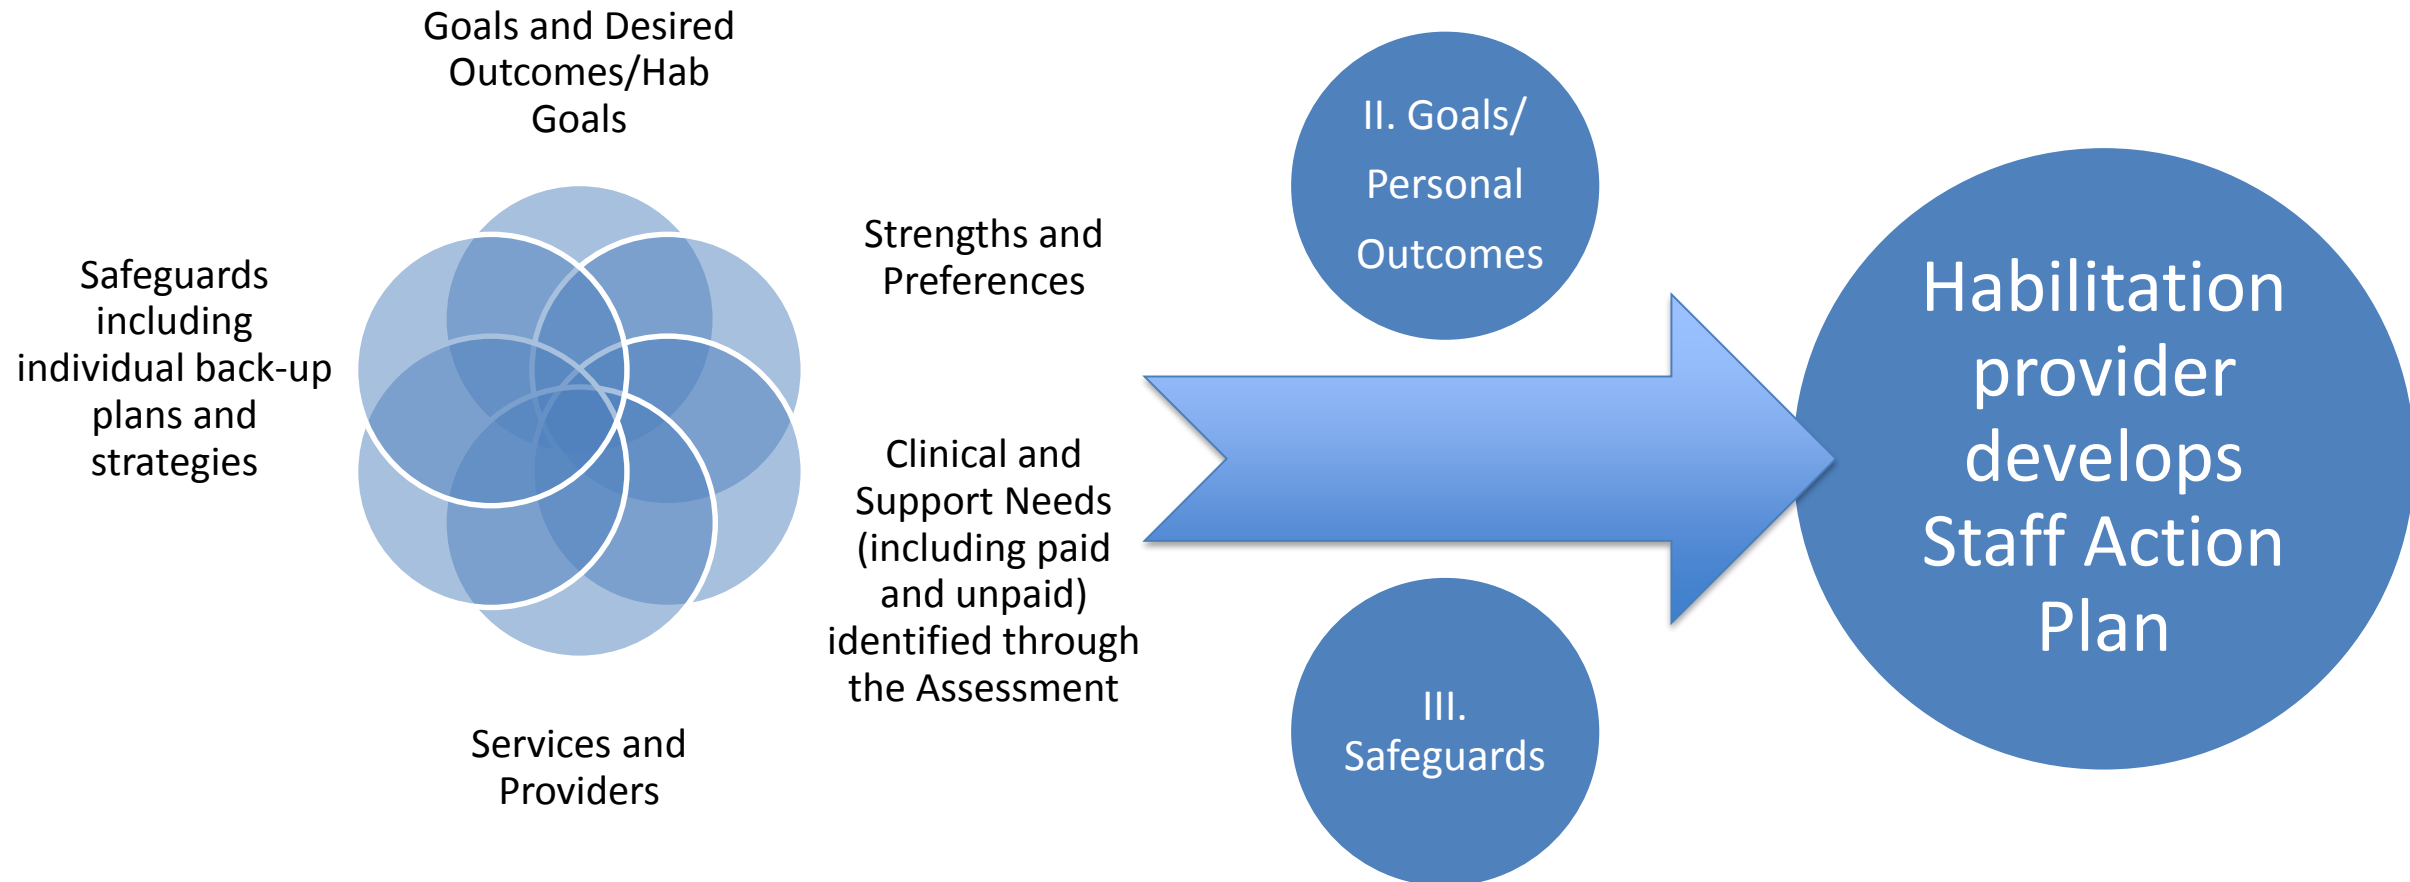 Goals and Desired
Outcomes/Hab
Goals
Strengths and
Preferences
Clinical and
Support Needs
(including paid
and unpaid)
identified through
the Assessment
Services and
Providers
Safeguards
including
individual back-up
plans and
strategies
II. Goals/
Personal
Outcomes
III.
Safeguards
Habilitation
provider
develops
Staff Action
Plan